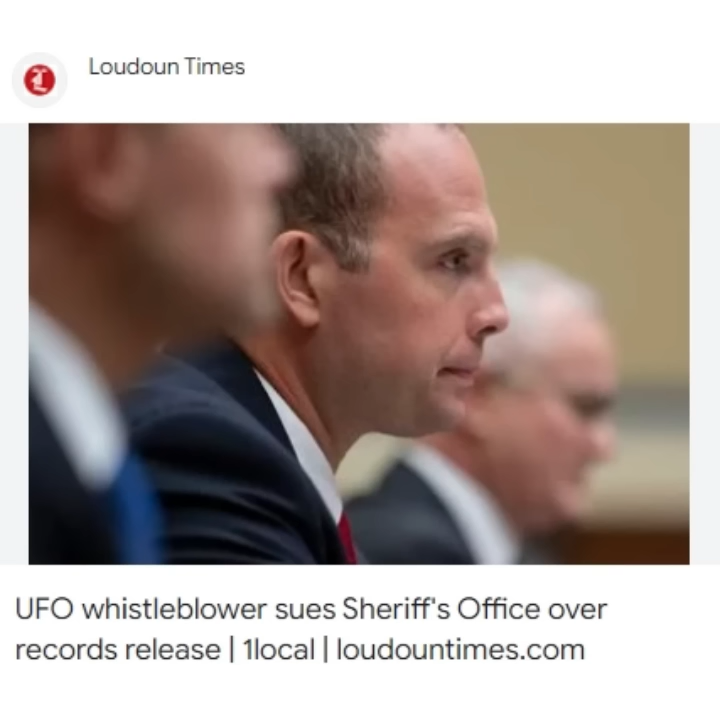 Loudoun Times
UFO whistleblower sues Sheriff's Office over
records release | 1local | loudountimes.com